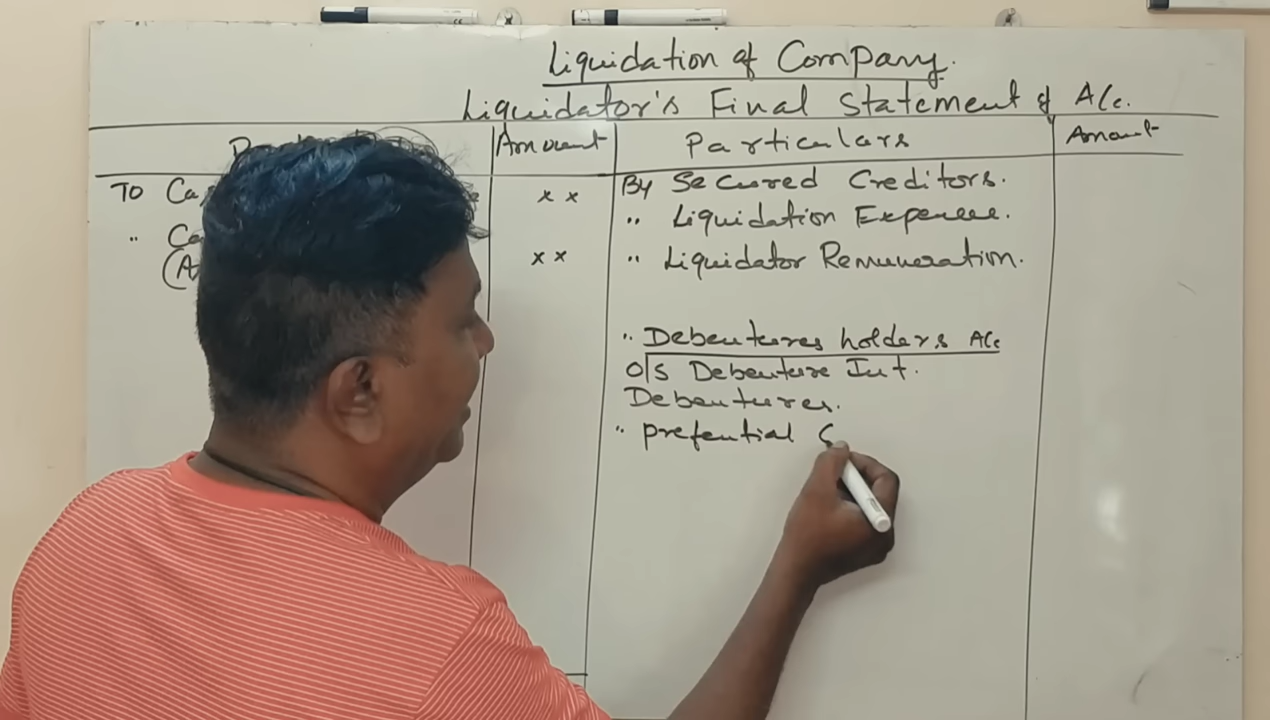 Liquidation of Company.
Liquidator's Final Statement of A/c.
Amount Particulars Amount
To x x By Secured Creditors.
" x x " Liquidation Expense.
" Liquidator Remuneration.
" Debentures holders A/c
O/S Debenture Int.
Debentures.
" prefential